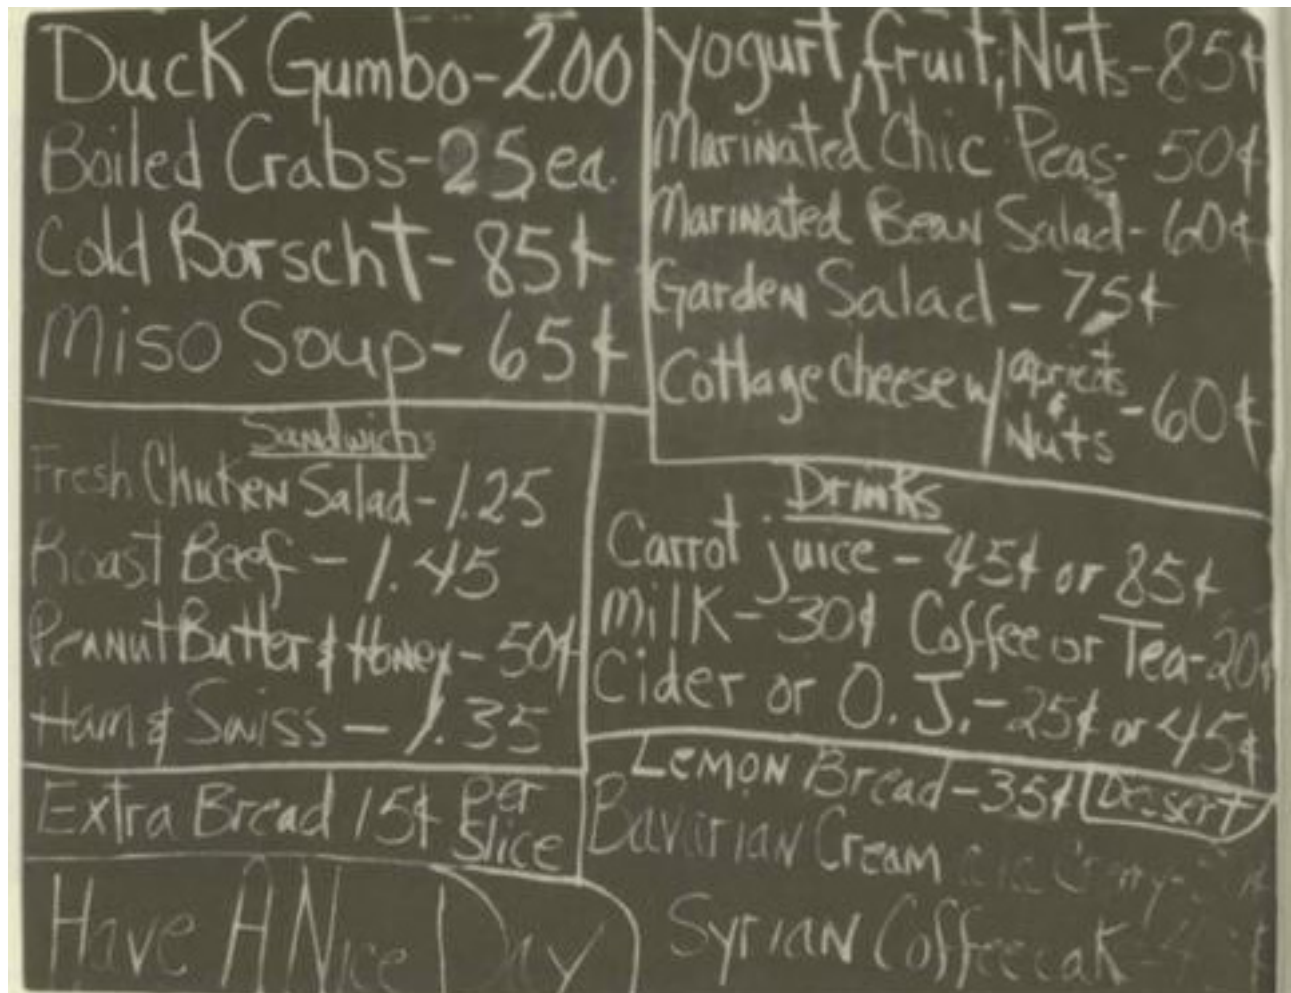 Duck Gumbo-2.00
Boiled Crabs-25 ea.
Cold Borscht-85¢
Miso Soup-65¢
Yogurt, fruit, Nuts-85¢
Marinated Chic Peas-50¢
Marinated Bean Salad-60¢
Garden Salad-75¢
Cottage cheese w/ apricots & Nuts-60¢
Sandwichs
Fresh Chicken Salad-1.25
Roast Beef-1.45
Peanut Butter & Honey-50¢
Ham & Swiss-1.35
Extra Bread 15¢ per slice
Have A Nice Day
Drinks
Carrot juice-45¢ or 85¢
Milk-30¢ Coffee or Tea-20¢
Cider or O.J.-25¢ or 45¢
Lemon Bread-35¢ Dessert
Bavarian Cream
Syrian Coffeecak